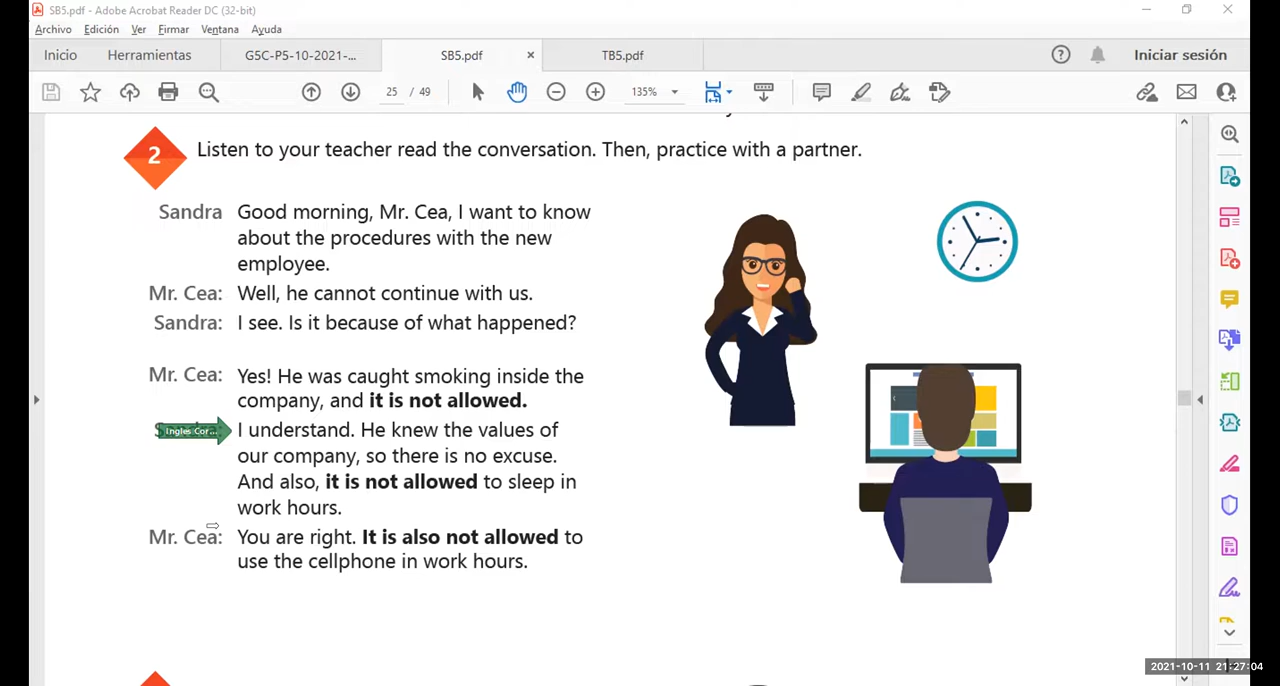 SB5.pdf - Adobe Acrobat Reader DC (32-bit)
Archivo Edición Ver Firmar Ventana Ayuda
Inicio Herramientas G5C-P5-10-2021-... SB5.pdf × TB5.pdf Iniciar sesión
25 / 49 135%
2 Listen to your teacher read the conversation. Then, practice with a partner.
Sandra Good morning, Mr. Cea, I want to know
about the procedures with the new
employee.
Mr. Cea: Well, he cannot continue with us.
Sandra: I see. Is it because of what happened?
Mr. Cea: Yes! He was caught smoking inside the
company, and it is not allowed.
Ingles Cor... I understand. He knew the values of
our company, so there is no excuse.
And also, it is not allowed to sleep in
work hours.
Mr. Cea: You are right. It is also not allowed to
use the cellphone in work hours.
2021-10-11 21:27:04